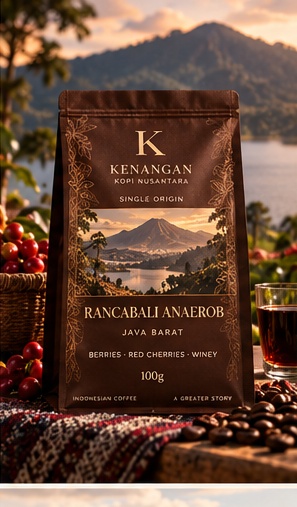 K
KENANGAN
KOPI NUSANTARA
SINGLE ORIGIN
RANCABALI ANAEROB
JAVA BARAT
BERRIES · RED CHERRIES · WINEY
100g
INDONESIAN COFFEE
A GREATER STORY